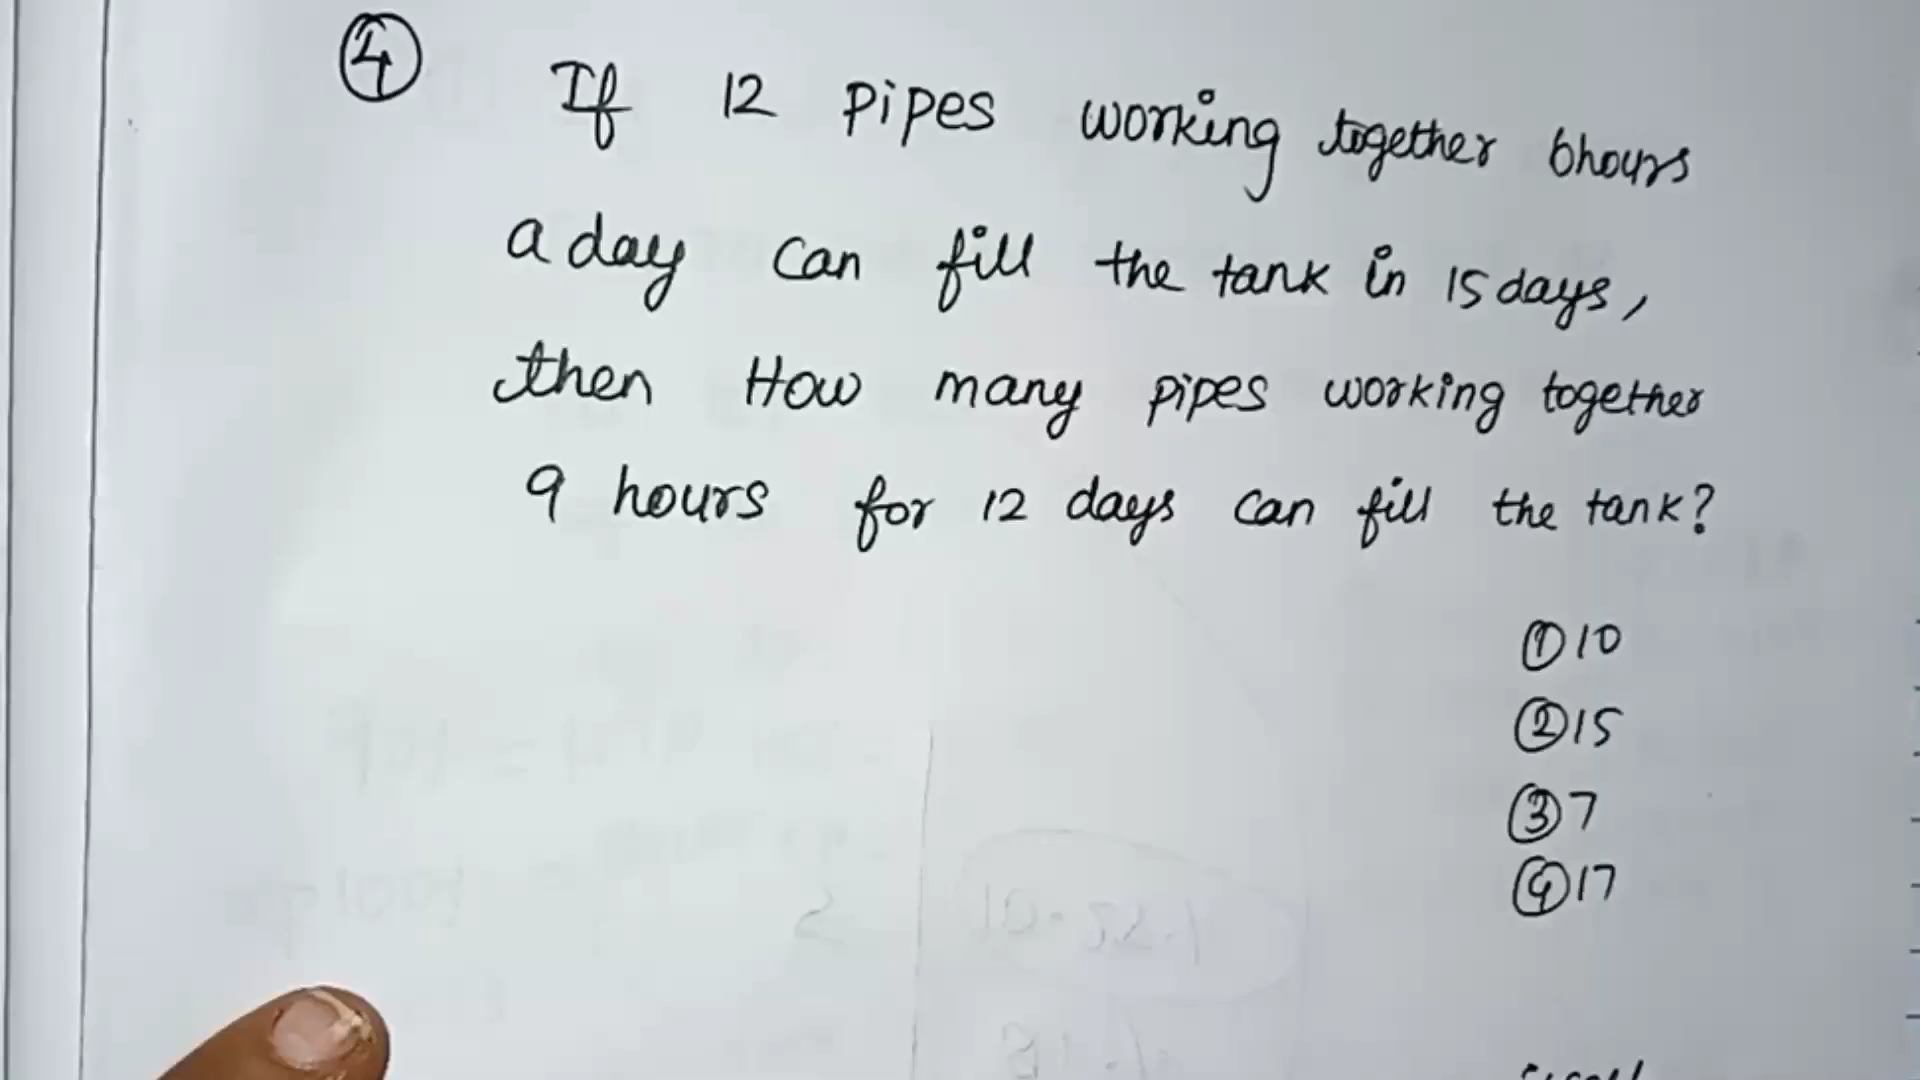 ④
If 12 pipes working together 6hours
a day can fill the tank in 15 days,
then How many pipes working together
9 hours for 12 days can fill the tank?
① 10
② 15
③ 7
④ 17